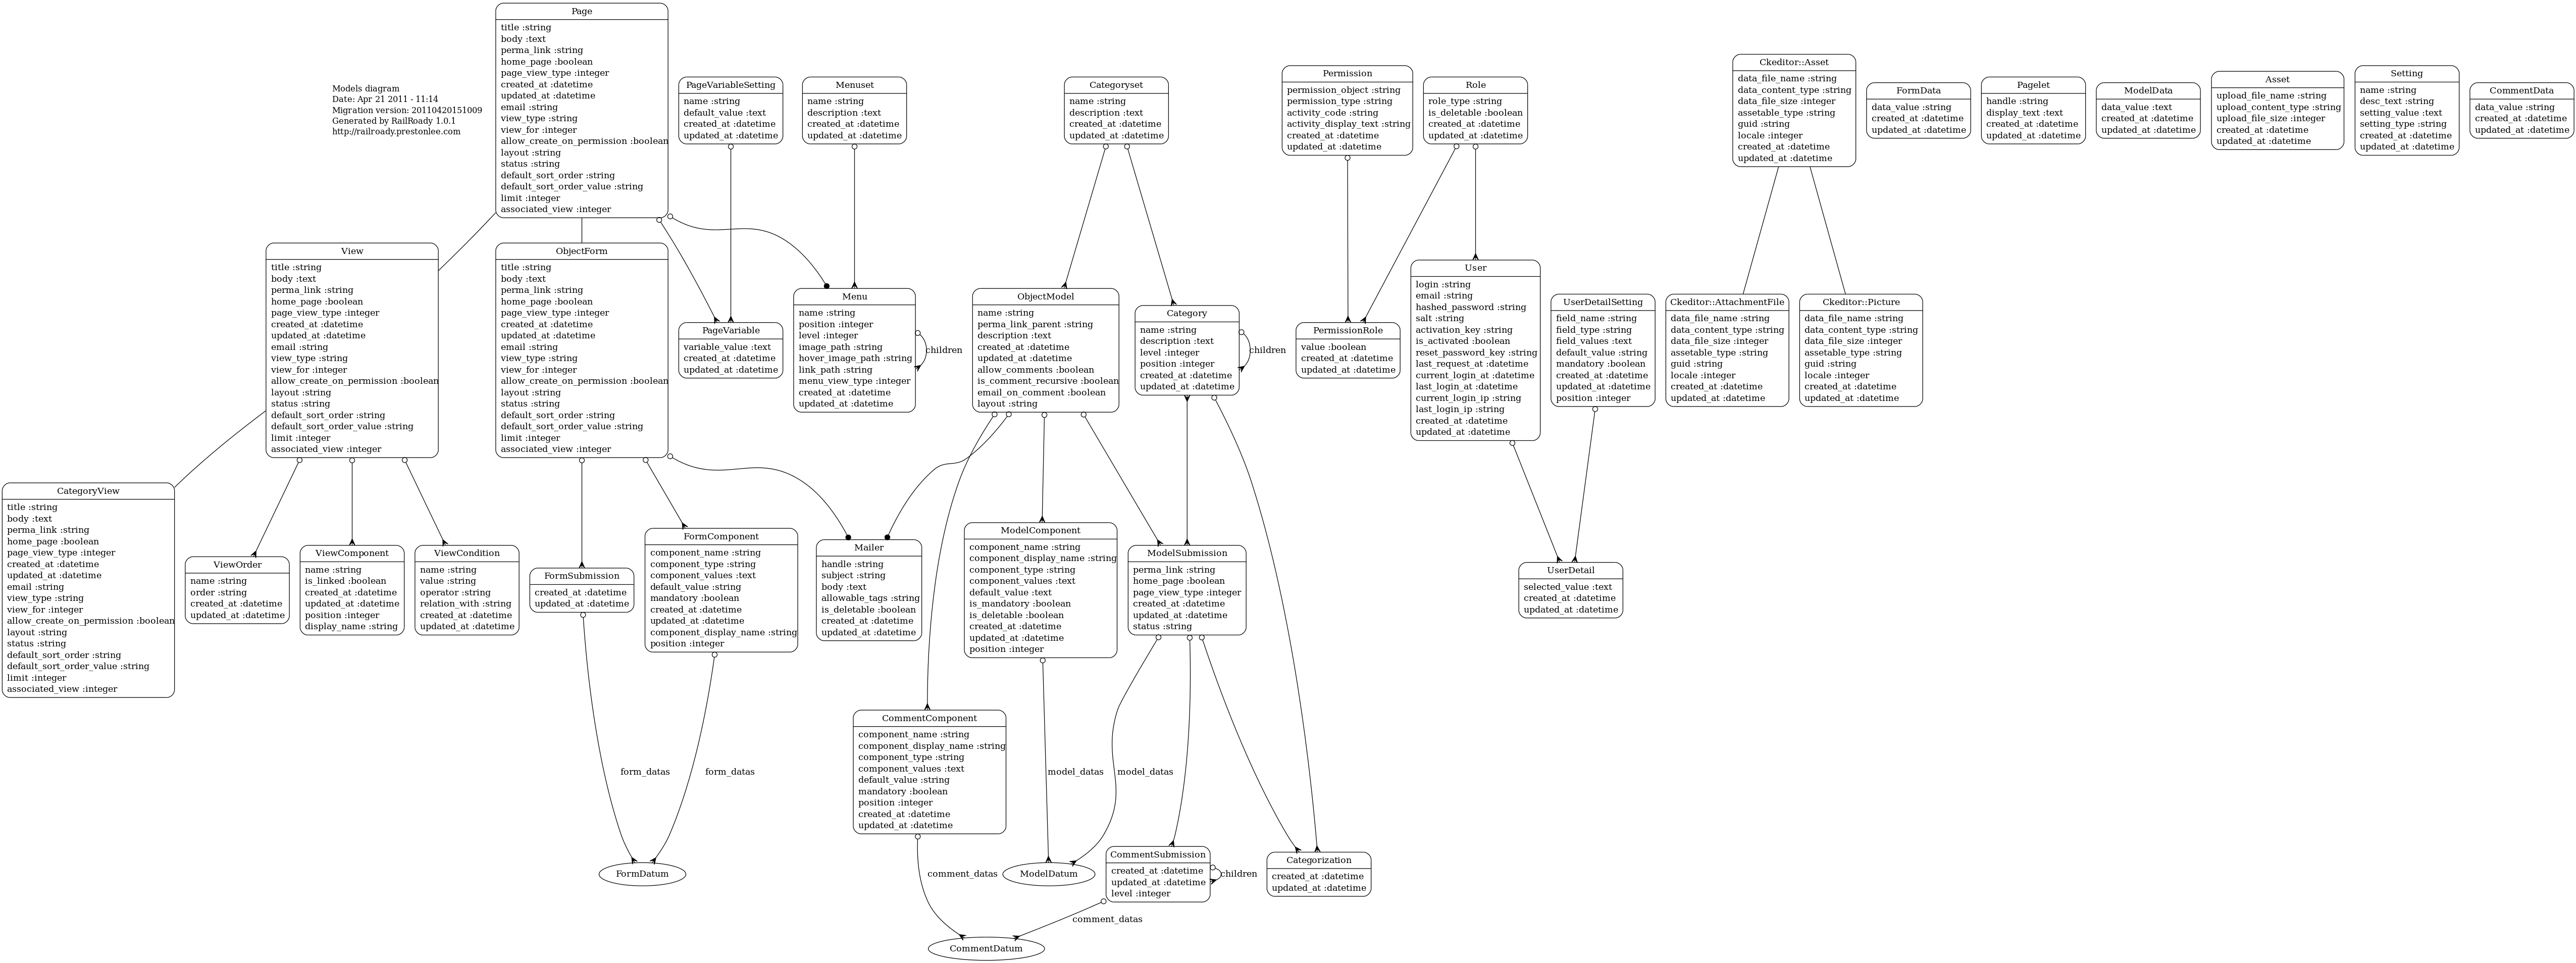 Models diagram
Date: Apr 21 2011 - 11:14
Migration version: 20110420151009
Generated by RailRoady 1.0.1
http://railroady.prestonlee.com
Page
title :string
body :text
perma_link :string
home_page :boolean
page_view_type :integer
created_at :datetime
updated_at :datetime
email :string
view_type :string
view_for :integer
allow_create_on_permission :boolean
layout :string
status :string
default_sort_order :string
default_sort_order_value :string
limit :integer
associated_view :integer
PageVariableSetting
name :string
default_value :text
created_at :datetime
updated_at :datetime
Menuset
name :string
description :text
created_at :datetime
updated_at :datetime
Categoryset
name :string
description :text
created_at :datetime
updated_at :datetime
Permission
permission_object :string
permission_type :string
activity_code :string
activity_display_text :string
created_at :datetime
updated_at :datetime
Role
role_type :string
is_deletable :boolean
created_at :datetime
updated_at :datetime
Ckeditor::Asset
data_file_name :string
data_content_type :string
data_file_size :integer
assetable_type :string
guid :string
locale :integer
created_at :datetime
updated_at :datetime
FormData
data_value :string
created_at :datetime
updated_at :datetime
Pagelet
handle :string
display_text :text
created_at :datetime
updated_at :datetime
ModelData
data_value :text
created_at :datetime
updated_at :datetime
Asset
upload_file_name :string
upload_content_type :string
upload_file_size :integer
created_at :datetime
updated_at :datetime
Setting
name :string
desc_text :string
setting_value :text
setting_type :string
created_at :datetime
updated_at :datetime
CommentData
data_value :string
created_at :datetime
updated_at :datetime
View
title :string
body :text
perma_link :string
home_page :boolean
page_view_type :integer
created_at :datetime
updated_at :datetime
email :string
view_type :string
view_for :integer
allow_create_on_permission :boolean
layout :string
status :string
default_sort_order :string
default_sort_order_value :string
limit :integer
associated_view :integer
ObjectForm
title :string
body :text
perma_link :string
home_page :boolean
page_view_type :integer
created_at :datetime
updated_at :datetime
email :string
view_type :string
view_for :integer
allow_create_on_permission :boolean
layout :string
status :string
default_sort_order :string
default_sort_order_value :string
limit :integer
associated_view :integer
PageVariable
variable_value :text
created_at :datetime
updated_at :datetime
Menu
name :string
position :integer
level :integer
image_path :string
hover_image_path :string
link_path :string
menu_view_type :integer
created_at :datetime
updated_at :datetime
children
ObjectModel
name :string
perma_link_parent :string
description :text
created_at :datetime
updated_at :datetime
allow_comments :boolean
is_comment_recursive :boolean
email_on_comment :boolean
layout :string
Category
name :string
description :text
level :integer
position :integer
created_at :datetime
updated_at :datetime
children
PermissionRole
value :boolean
created_at :datetime
updated_at :datetime
User
login :string
email :string
hashed_password :string
salt :string
activation_key :string
is_activated :boolean
reset_password_key :string
last_request_at :datetime
current_login_at :datetime
last_login_at :datetime
current_login_ip :string
last_login_ip :string
created_at :datetime
updated_at :datetime
UserDetailSetting
field_name :string
field_type :string
field_values :text
default_value :string
mandatory :boolean
created_at :datetime
updated_at :datetime
position :integer
Ckeditor::AttachmentFile
data_file_name :string
data_content_type :string
data_file_size :integer
assetable_type :string
guid :string
locale :integer
created_at :datetime
updated_at :datetime
Ckeditor::Picture
data_file_name :string
data_content_type :string
data_file_size :integer
assetable_type :string
guid :string
locale :integer
created_at :datetime
updated_at :datetime
CategoryView
title :string
body :text
perma_link :string
home_page :boolean
page_view_type :integer
created_at :datetime
updated_at :datetime
email :string
view_type :string
view_for :integer
allow_create_on_permission :boolean
layout :string
status :string
default_sort_order :string
default_sort_order_value :string
limit :integer
associated_view :integer
ViewOrder
name :string
order :string
created_at :datetime
updated_at :datetime
ViewComponent
name :string
is_linked :boolean
created_at :datetime
updated_at :datetime
position :integer
display_name :string
ViewCondition
name :string
value :string
operator :string
relation_with :string
created_at :datetime
updated_at :datetime
FormSubmission
created_at :datetime
updated_at :datetime
FormComponent
component_name :string
component_type :string
component_values :text
default_value :string
mandatory :boolean
created_at :datetime
updated_at :datetime
component_display_name :string
position :integer
Mailer
handle :string
subject :string
body :text
allowable_tags :string
is_deletable :boolean
created_at :datetime
updated_at :datetime
ModelComponent
component_name :string
component_display_name :string
component_type :string
component_values :text
default_value :text
is_mandatory :boolean
is_deletable :boolean
created_at :datetime
updated_at :datetime
position :integer
ModelSubmission
perma_link :string
home_page :boolean
page_view_type :integer
created_at :datetime
updated_at :datetime
status :string
UserDetail
selected_value :text
created_at :datetime
updated_at :datetime
CommentComponent
component_name :string
component_display_name :string
component_type :string
component_values :text
default_value :string
mandatory :boolean
position :integer
created_at :datetime
updated_at :datetime
form_datas
form_datas
model_datas
model_datas
FormDatum
comment_datas
ModelDatum
CommentSubmission
created_at :datetime
updated_at :datetime
level :integer
children
Categorization
created_at :datetime
updated_at :datetime
comment_datas
CommentDatum